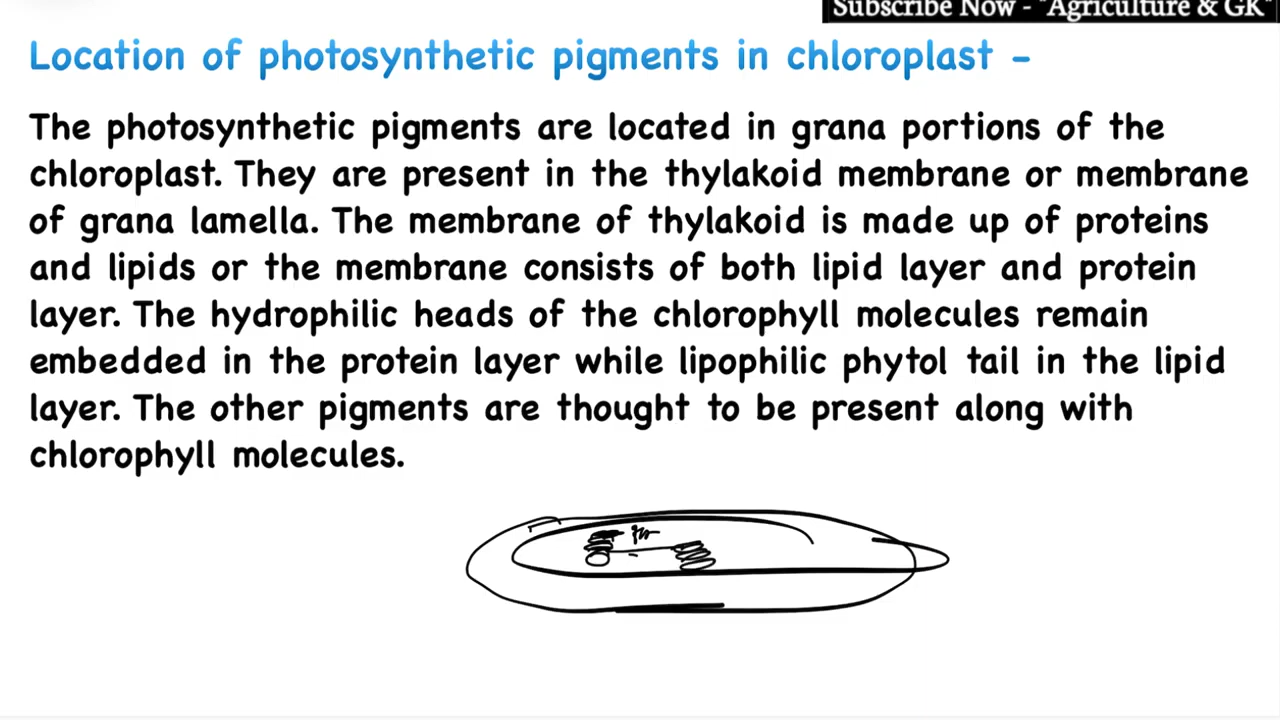 Subscribe Now - "Agriculture & GK"
Location of photosynthetic pigments in chloroplast -
The photosynthetic pigments are located in grana portions of the
chloroplast. They are present in the thylakoid membrane or membrane
of grana lamella. The membrane of thylakoid is made up of proteins
and lipids or the membrane consists of both lipid layer and protein
layer. The hydrophilic heads of the chlorophyll molecules remain
embedded in the protein layer while lipophilic phytol tail in the lipid
layer. The other pigments are thought to be present along with
chlorophyll molecules.